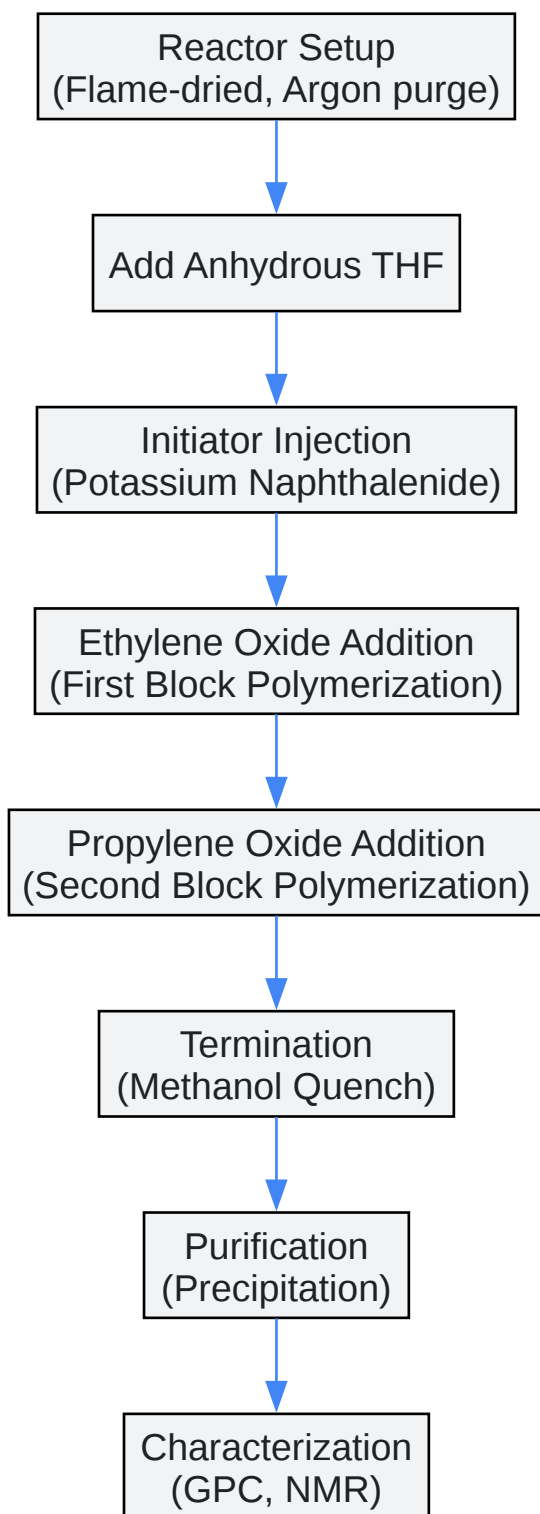 Reactor Setup
(Flame-dried, Argon purge)
Add Anhydrous THF
Initiator Injection
(Potassium Naphthalenide)
Ethylene Oxide Addition
(First Block Polymerization)
Propylene Oxide Addition
(Second Block Polymerization)
Termination
(Methanol Quench)
Purification
(Precipitation)
Characterization
(GPC, NMR)